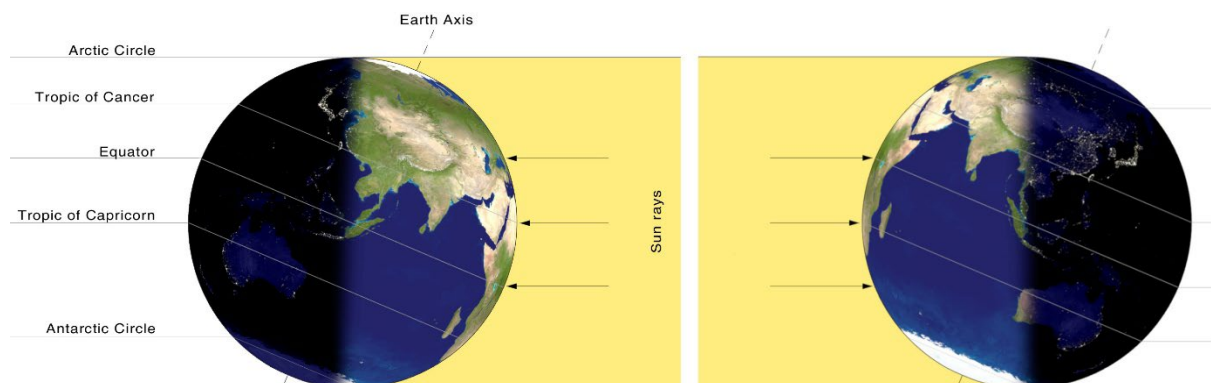 Earth Axis
Arctic Circle
Tropic of Cancer
Equator
Tropic of Capricorn
Sun rays
Antarctic Circle